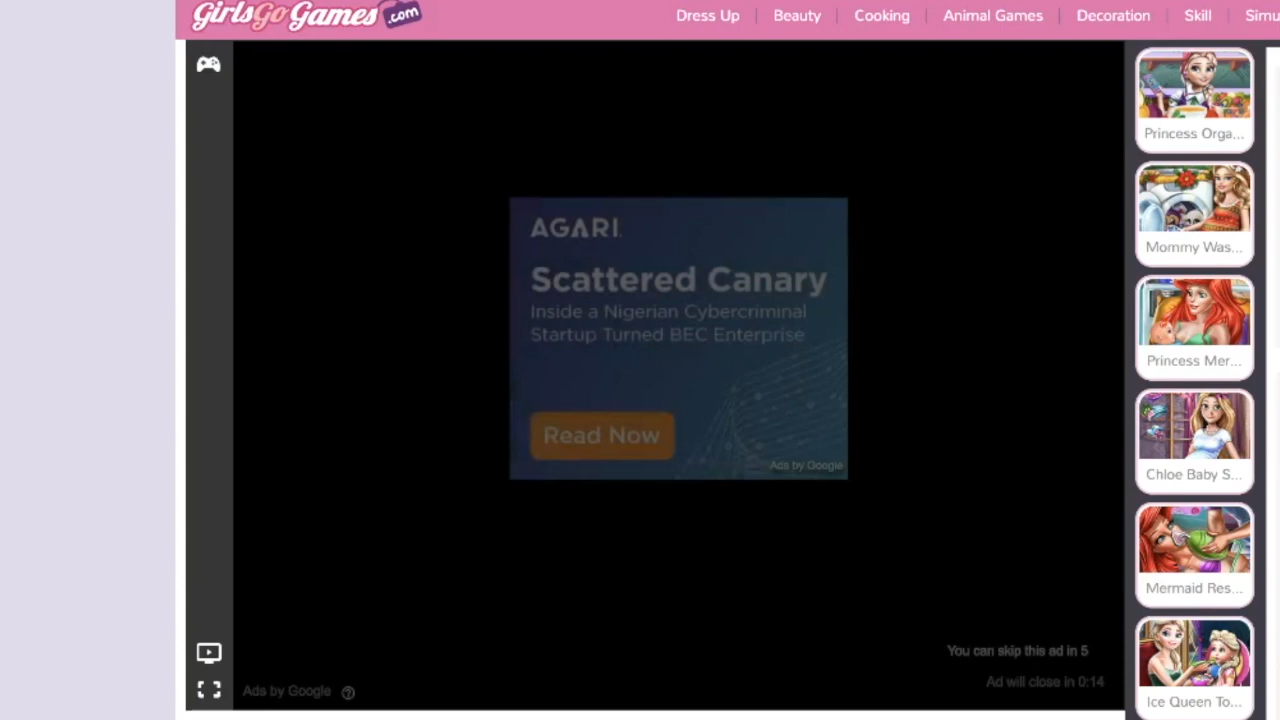 GirlsGoGames.com
Dress Up
Beauty
Cooking
Animal Games
Decoration
Skill
Simu
AGARI
Scattered Canary
Inside a Nigerian Cybercriminal
Startup Turned BEC Enterprise
Read Now
Ads by Google
You can skip this ad in 5
Ad will close in 0:14
Ads by Google
Princess Orga...
Mommy Was...
Princess Mer...
Chloe Baby S...
Mermaid Res...
Ice Queen To...